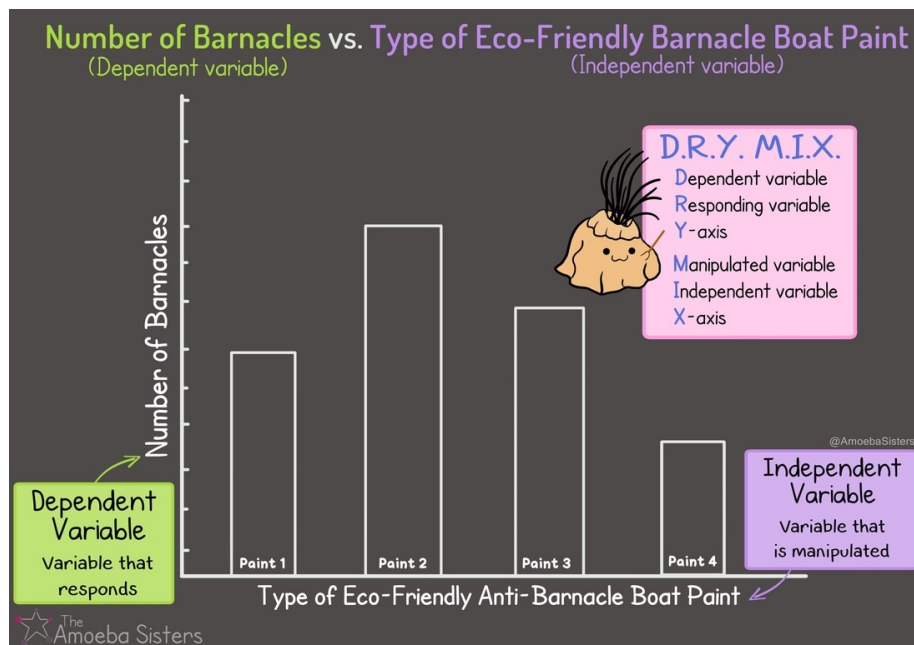 Number of Barnacles vs. Type of Eco-Friendly Barnacle Boat Paint
(Dependent variable)
(Independent variable)
D.R.Y. M.I.X.
Dependent variable
Responding variable
Y-axis
Manipulated variable
Independent variable
X-axis
Number of Barnacles
@AmoebaSisters
Dependent
Variable
Variable that
responds
Independent
Variable
Variable that
is manipulated
Paint 1
Paint 2
Paint 3
Paint 4
Type of Eco-Friendly Anti-Barnacle Boat Paint
The
Amoeba Sisters